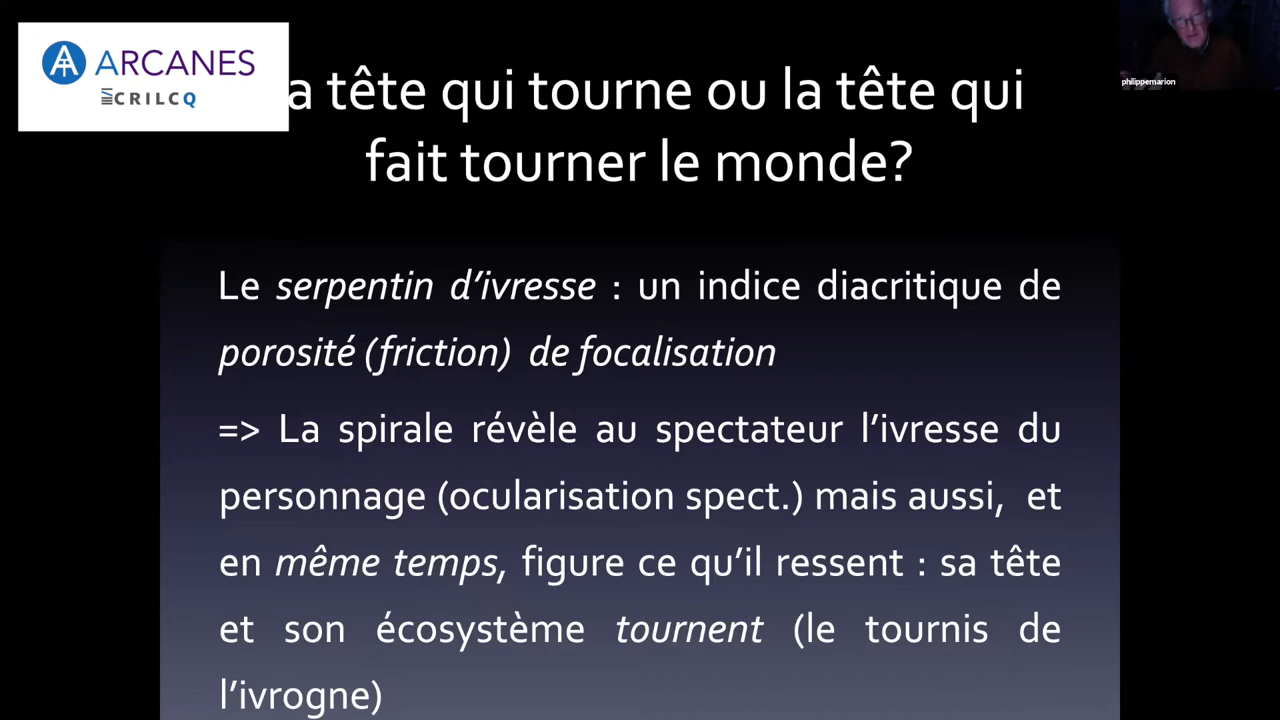 ARCANES
CRILCQ
philippemarion
a tête qui tourne ou la tête qui
fait tourner le monde?
Le serpentin d’ivresse : un indice diacritique de
porosité (friction) de focalisation
=> La spirale révèle au spectateur l’ivresse du
personnage (ocularisation spect.) mais aussi, et
en même temps, figure ce qu’il ressent : sa tête
et son écosystème tournent (le tournis de
l’ivrogne)